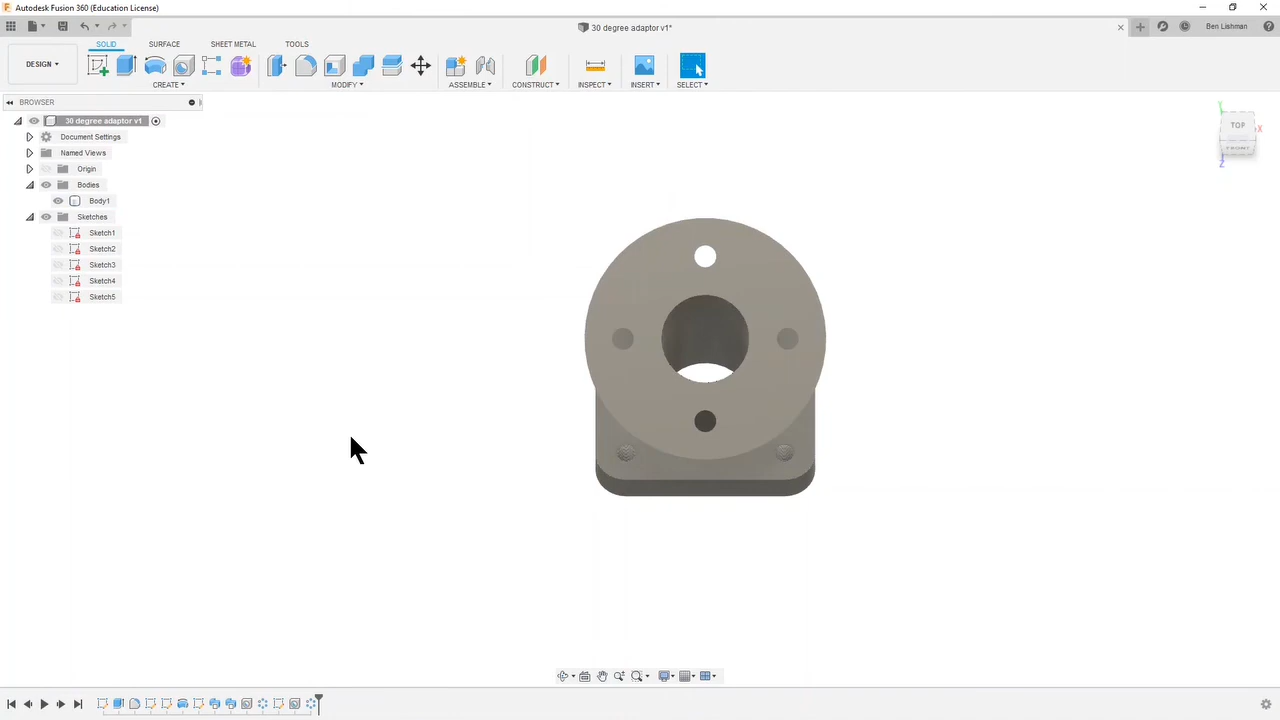 Autodesk Fusion 360 (Education License)
30 degree adaptor v1*
Ben Lishman
SOLID SURFACE SHEET METAL TOOLS
DESIGN
CREATE MODIFY ASSEMBLE CONSTRUCT INSPECT INSERT SELECT
BROWSER
30 degree adaptor v1
Document Settings
Named Views
Origin
Bodies
Body1
Sketches
Sketch1
Sketch2
Sketch3
Sketch4
Sketch5
Y
TOP
X
FRONT
Z